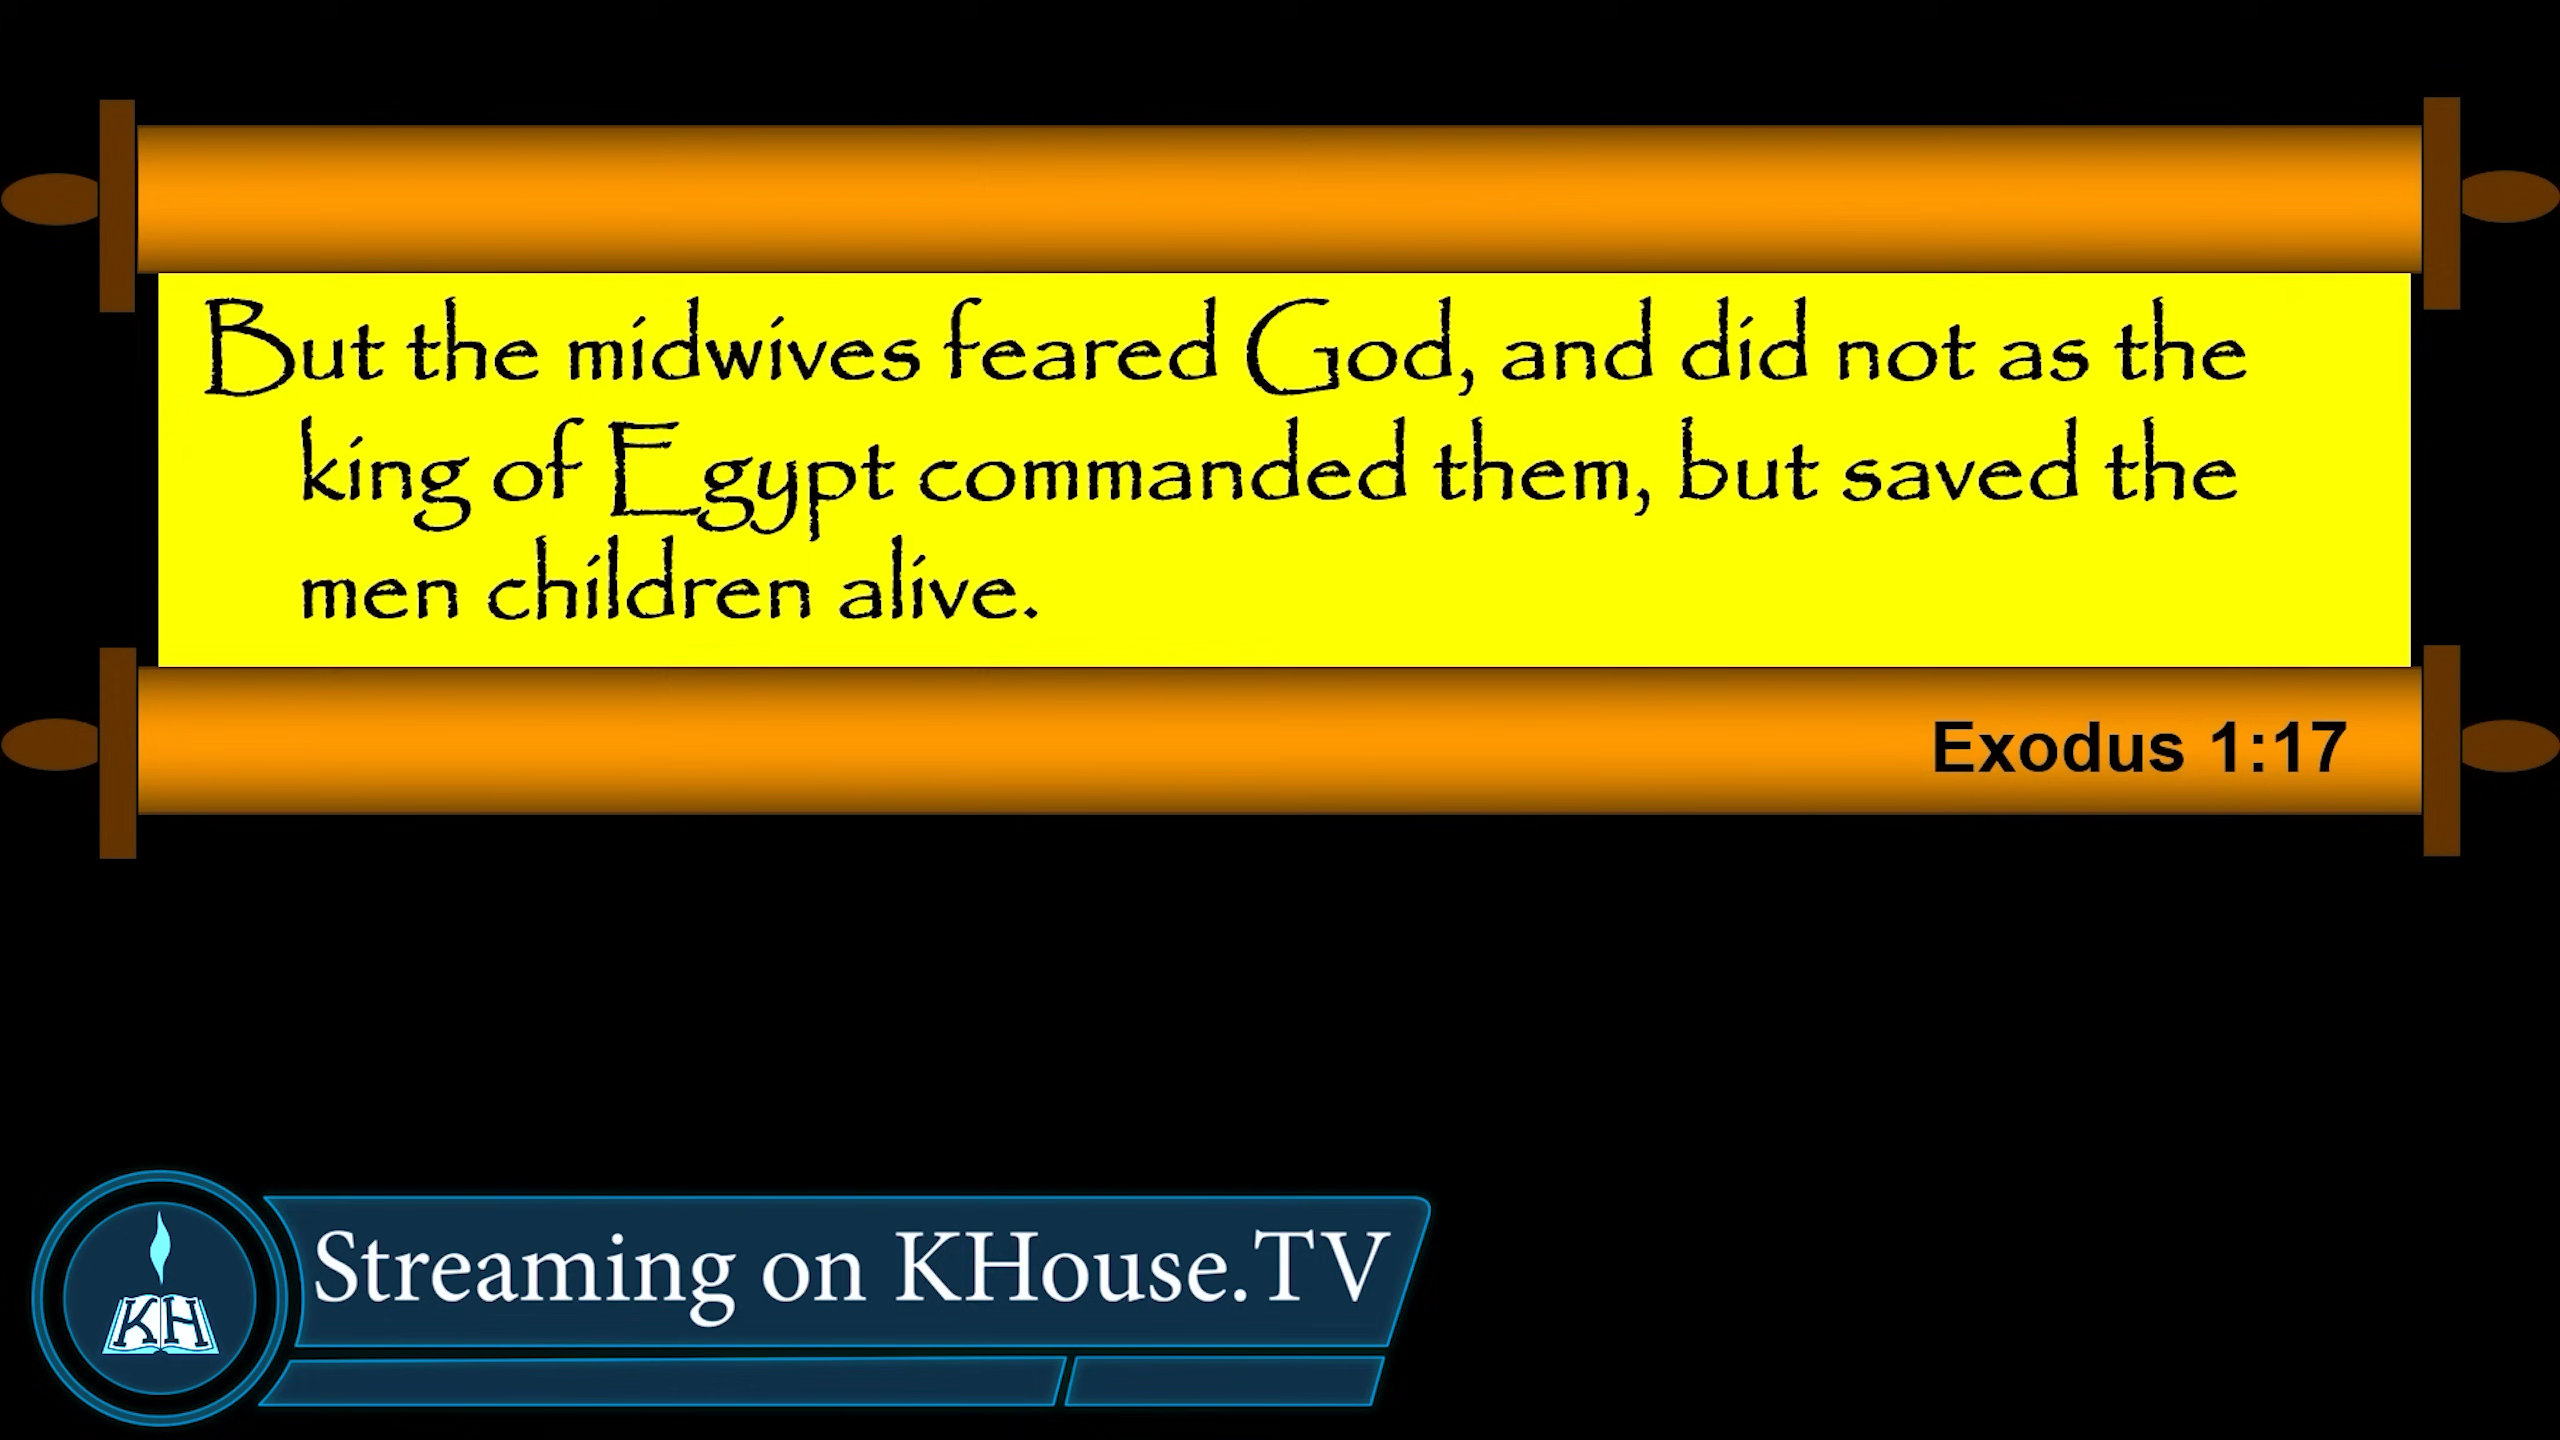 But the midwives feared God, and did not as the
king of Egypt commanded them, but saved the
men children alive.
Exodus 1:17
Streaming on KHouse.TV
KH